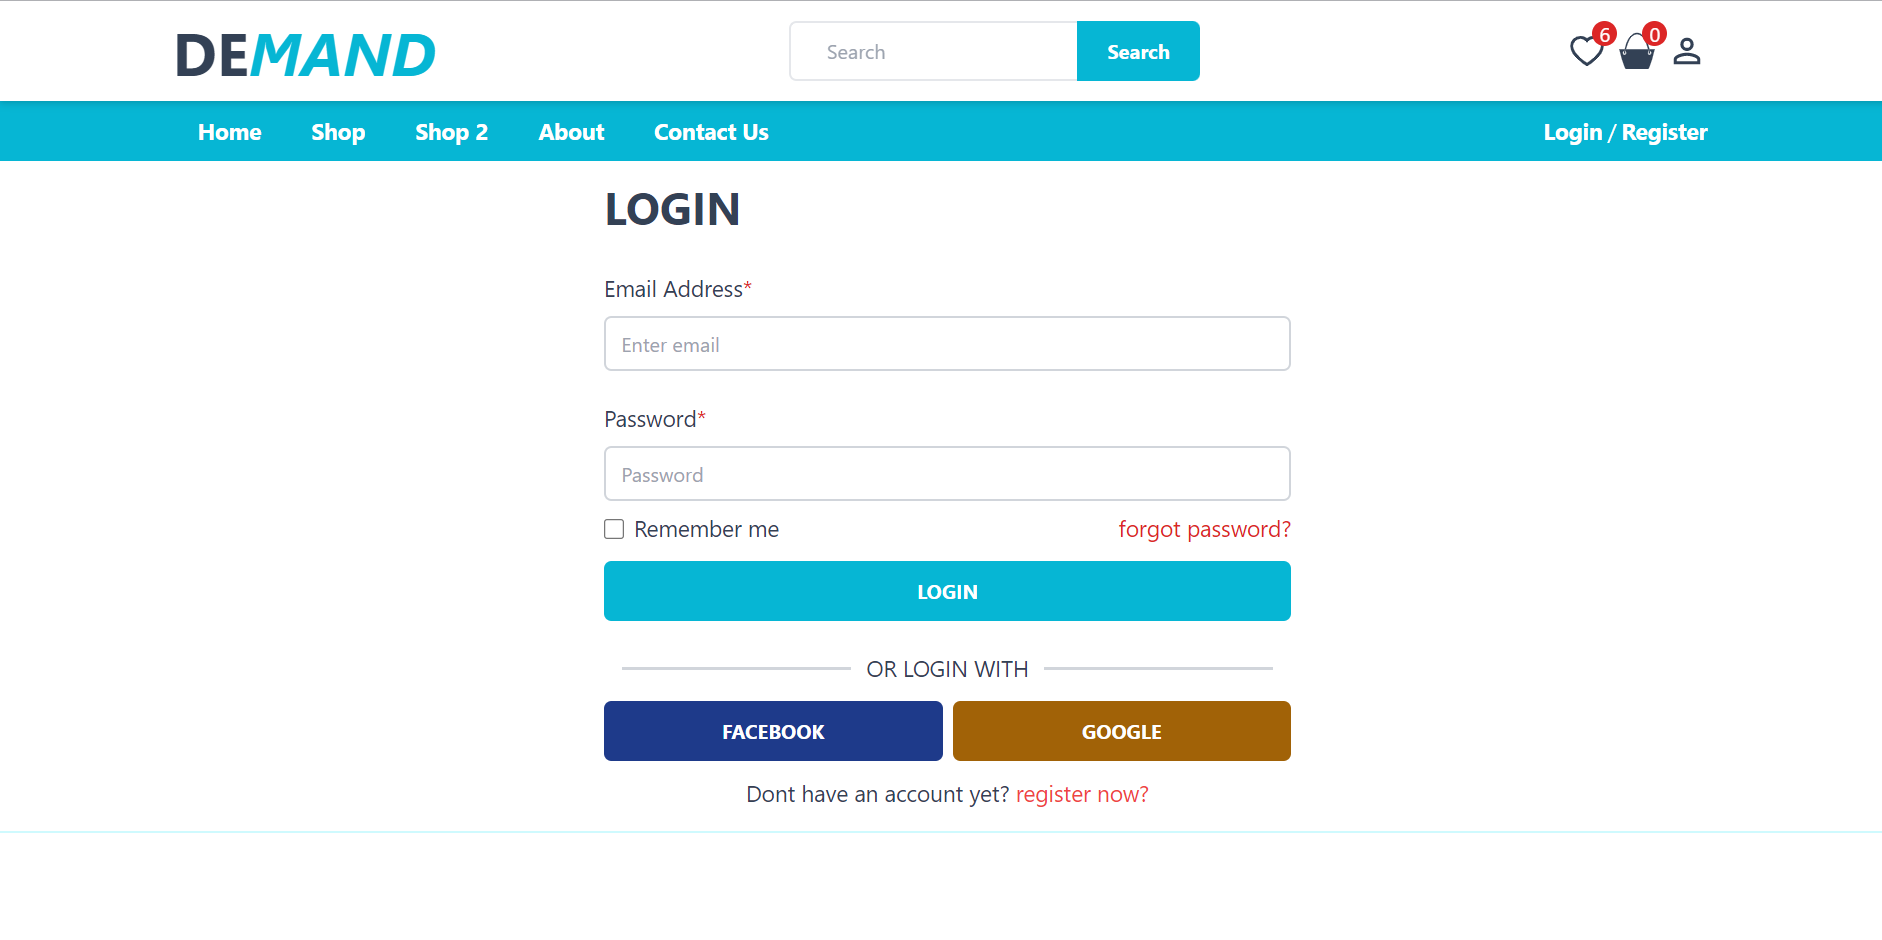 DEMAND
Search Search
6 0
Home Shop Shop 2 About Contact Us Login / Register
LOGIN
Email Address*
Enter email
Password*
Password
Remember me forgot password?
LOGIN
OR LOGIN WITH
FACEBOOK GOOGLE
Dont have an account yet? register now?